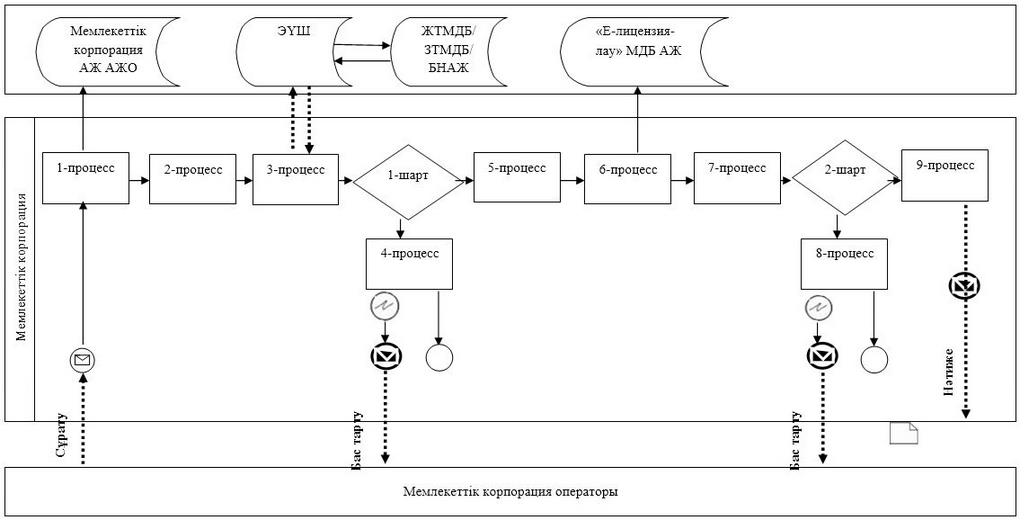 Мемлекеттік
корпорация
АЖ АЖО
ЭҮШ
ЖТМДБ/
ЗТМДБ/
БНАЖ
«Е-лицензия-
лау» МДБ АЖ
Мемлекеттік корпорация
1-процесс
2-процесс
3-процесс
1-шарт
5-процесс
6-процесс
7-процесс
2-шарт
9-процесс
4-процесс
8-процесс
Сұрату
Бас тарту
Бас тарту
Нәтиже
Мемлекеттік корпорация операторы